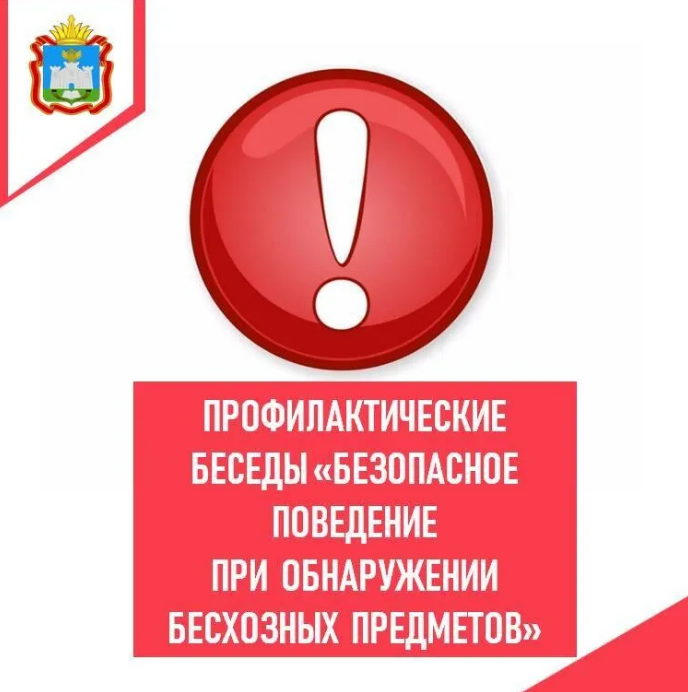 ПРОФИЛАКТИЧЕСКИЕ
БЕСЕДЫ «БЕЗОПАСНОЕ
ПОВЕДЕНИЕ
ПРИ ОБНАРУЖЕНИИ
БЕСХОЗНЫХ ПРЕДМЕТОВ»